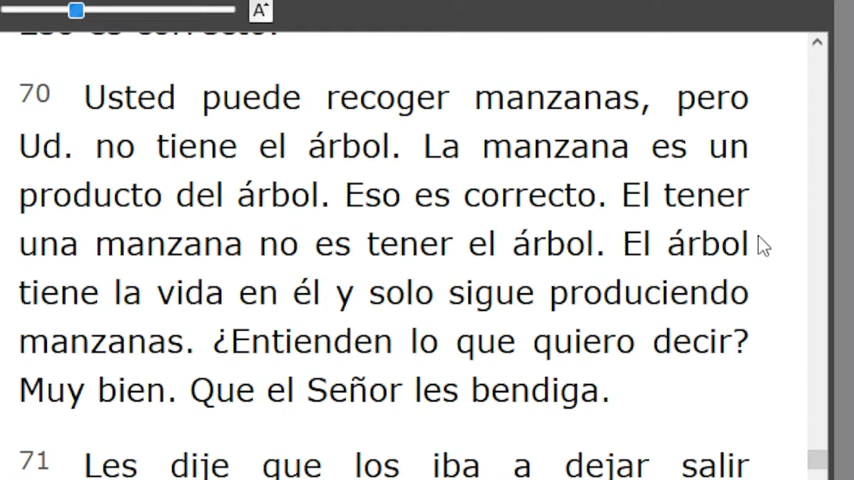 A
Eso es correcto.
70 Usted puede recoger manzanas, pero
Ud. no tiene el árbol. La manzana es un
producto del árbol. Eso es correcto. El tener
una manzana no es tener el árbol. El árbol
tiene la vida en él y solo sigue produciendo
manzanas. ¿Entienden lo que quiero decir?
Muy bien. Que el Señor les bendiga.
71 Les dije que los iba a dejar salir